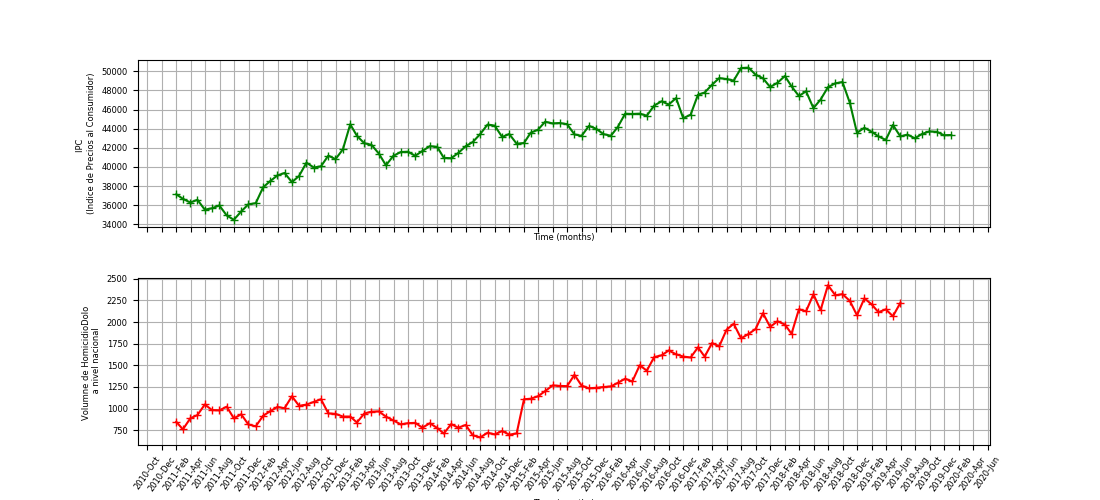 IPC
(Indice de Precios al Consumidor)
50000
48000
46000
44000
42000
40000
38000
36000
34000
Time (months)
Volumne de HomicidioDolo
a nivel nacional
2500
2250
2000
1750
1500
1250
1000
750
2010-Oct
2010-Dec
2011-Feb
2011-Apr
2011-Jun
2011-Aug
2011-Oct
2011-Dec
2012-Feb
2012-Apr
2012-Jun
2012-Aug
2012-Oct
2012-Dec
2013-Feb
2013-Apr
2013-Jun
2013-Aug
2013-Oct
2013-Dec
2014-Feb
2014-Apr
2014-Jun
2014-Aug
2014-Oct
2014-Dec
2015-Feb
2015-Apr
2015-Jun
2015-Aug
2015-Oct
2015-Dec
2016-Feb
2016-Apr
2016-Jun
2016-Aug
2016-Oct
2016-Dec
2017-Feb
2017-Apr
2017-Jun
2017-Aug
2017-Oct
2017-Dec
2018-Feb
2018-Apr
2018-Jun
2018-Aug
2018-Oct
2018-Dec
2019-Feb
2019-Apr
2019-Jun
2019-Aug
2019-Oct
2019-Dec
2020-Feb
2020-Apr
2020-Jun